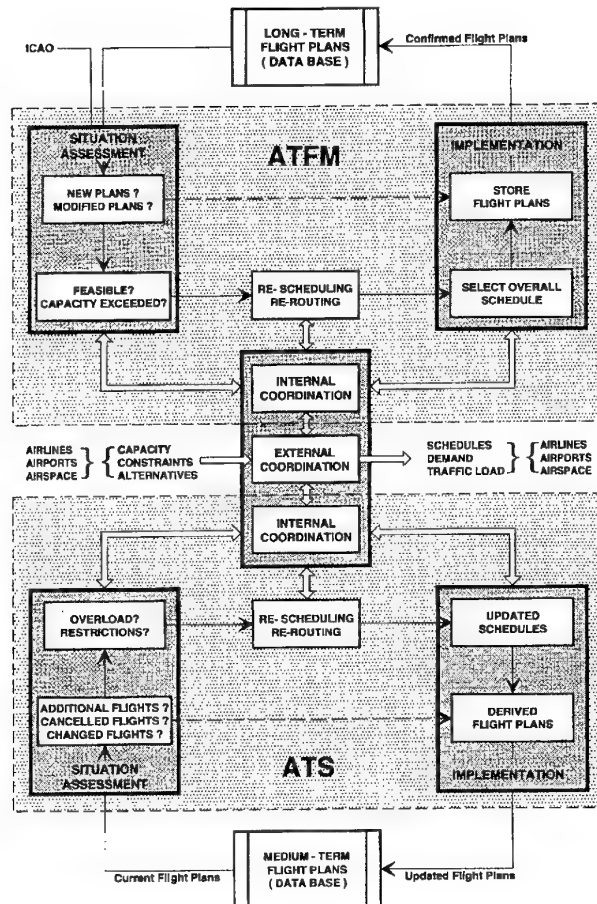 LONG - TERM
FLIGHT PLANS
( DATA BASE )
ICAO
Confirmed Flight Plans
SITUATION
ASSESSMENT
ATFM
IMPLEMENTATION
NEW PLANS ?
MODIFIED PLANS ?
STORE
FLIGHT PLANS
FEASIBLE?
CAPACITY EXCEEDED?
RE- SCHEDULING
RE-ROUTING
SELECT OVERALL
SCHEDULE
INTERNAL
COORDINATION
AIRLINES
AIRPORTS
AIRSPACE
CAPACITY
CONSTRAINTS
ALTERNATIVES
EXTERNAL
COORDINATION
SCHEDULES
DEMAND
TRAFFIC LOAD
AIRLINES
AIRPORTS
AIRSPACE
INTERNAL
COORDINATION
OVERLOAD?
RESTRICTIONS?
RE- SCHEDULING
RE-ROUTING
UPDATED
SCHEDULES
ADDITIONAL FLIGHTS ?
CANCELLED FLIGHTS ?
CHANGED FLIGHTS ?
DERIVED
FLIGHT PLANS
SITUATION
ASSESSMENT
ATS
IMPLEMENTATION
MEDIUM - TERM
FLIGHT PLANS
( DATA BASE )
Current Flight Plans
Updated Flight Plans